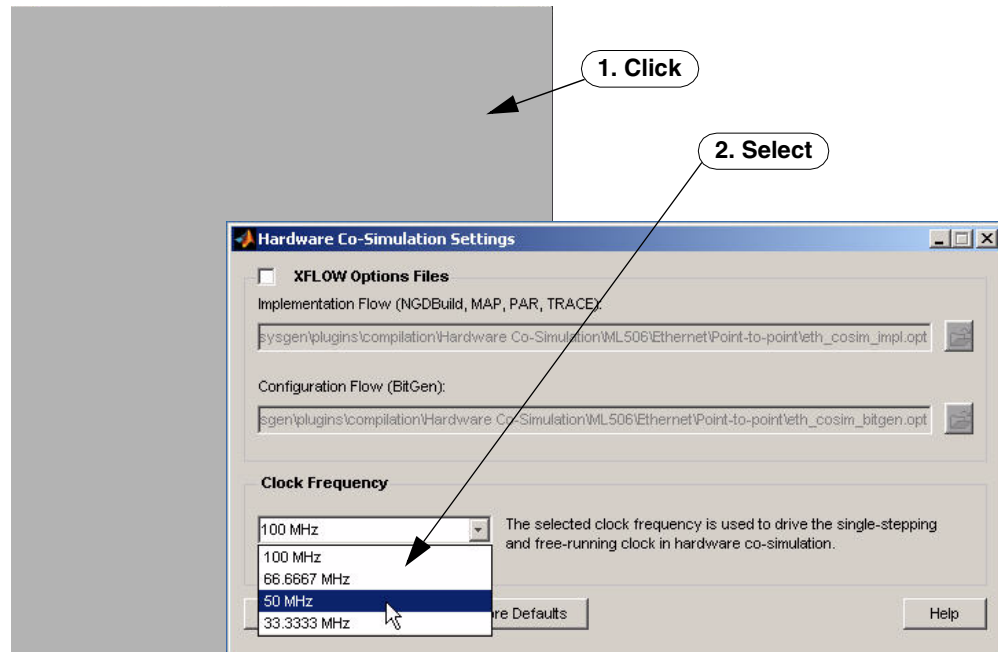 1. Click
2. Select
Hardware Co-Simulation Settings
XFLOW Options Files
Implementation Flow (NGDBuild, MAP, PAR, TRACE):
sysgen\plugins\compilation\Hardware Co-Simulation\ML506\Ethernet\Point-to-point\eth_cosim_impl.opt
Configuration Flow (BitGen):
sgen\plugins\compilation\Hardware Co-Simulation\ML506\Ethernet\Point-to-point\eth_cosim_bitgen.opt
Clock Frequency
100 MHz
The selected clock frequency is used to drive the single-stepping
and free-running clock in hardware co-simulation.
100 MHz
66.6667 MHz
50 MHz
33.3333 MHz
re Defaults
Help